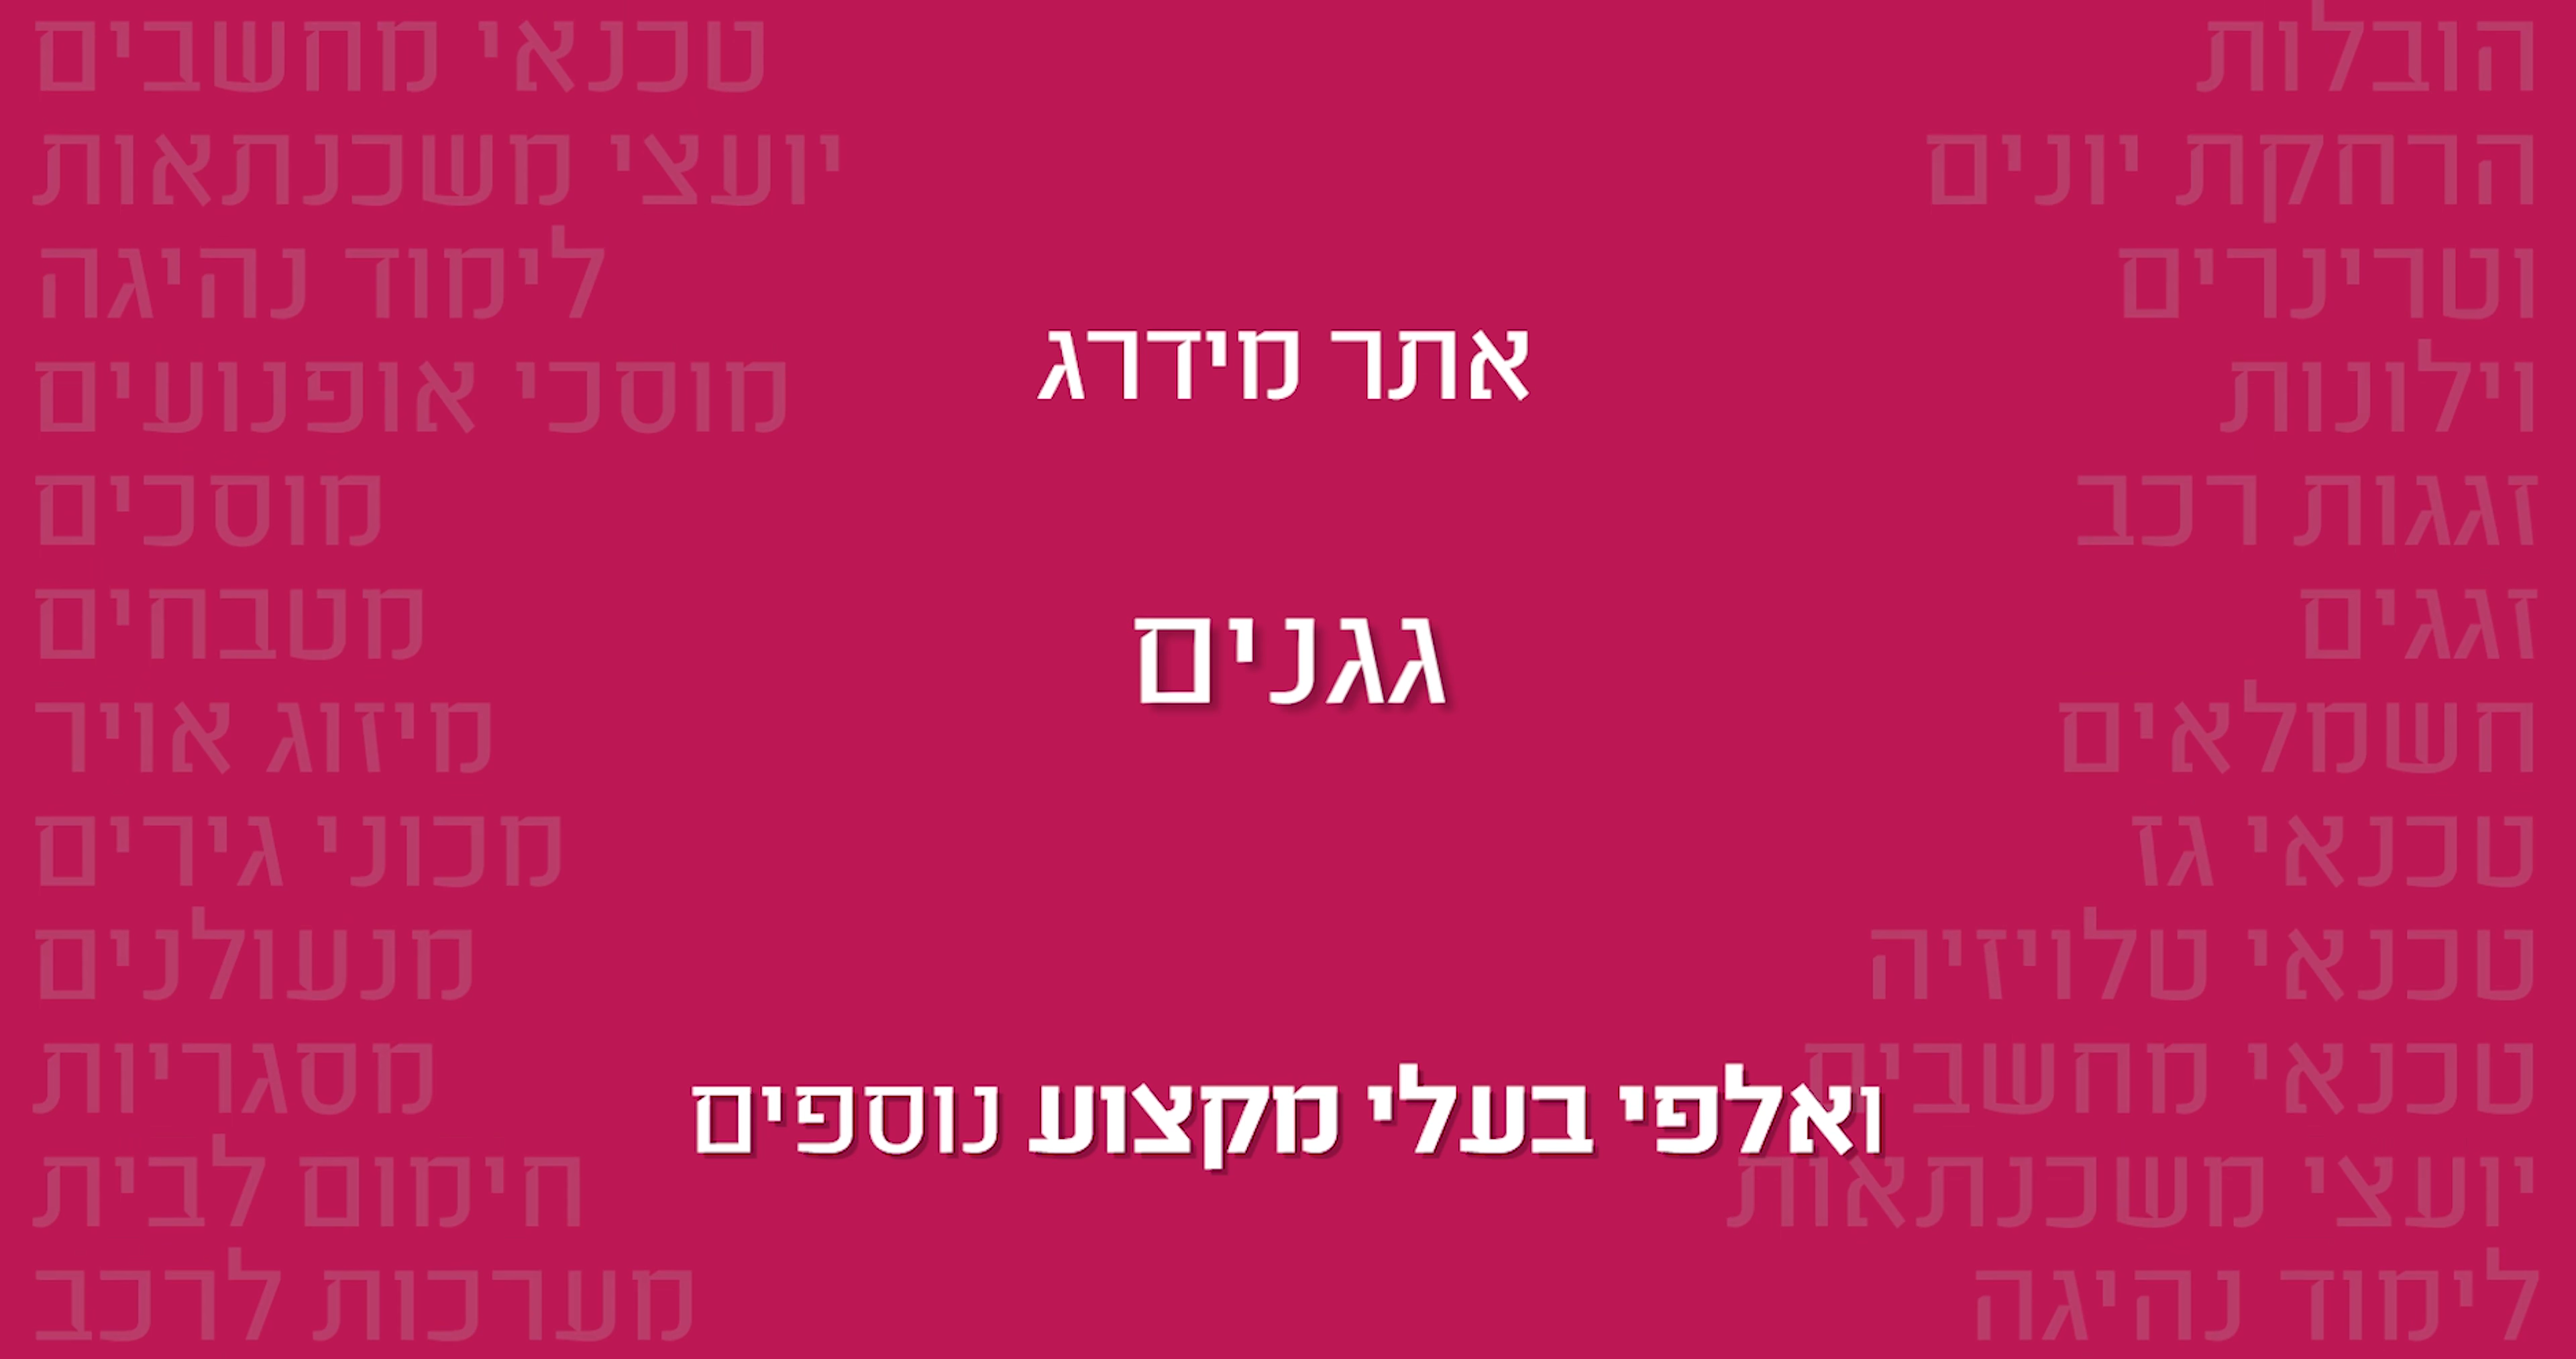 הובלות
הרחקת יונים
וטרינרים
וילונות
זגגות רכב
זגגים
חשמלאים
טכנאי גז
טכנאי טלויזיה
טכנאי מחשבים
יועצי משכנתאות
לימוד נהיגה
אתר מידרג
גגנים
ואלפי בעלי מקצוע נוספים
טכנאי מחשבים
יועצי משכנתאות
לימוד נהיגה
מוסכי אופנועים
מוסכים
מטבחים
מיזוג אויר
מכוני גירים
מנעולנים
מסגריות
חימום לבית
מערכות לרכב